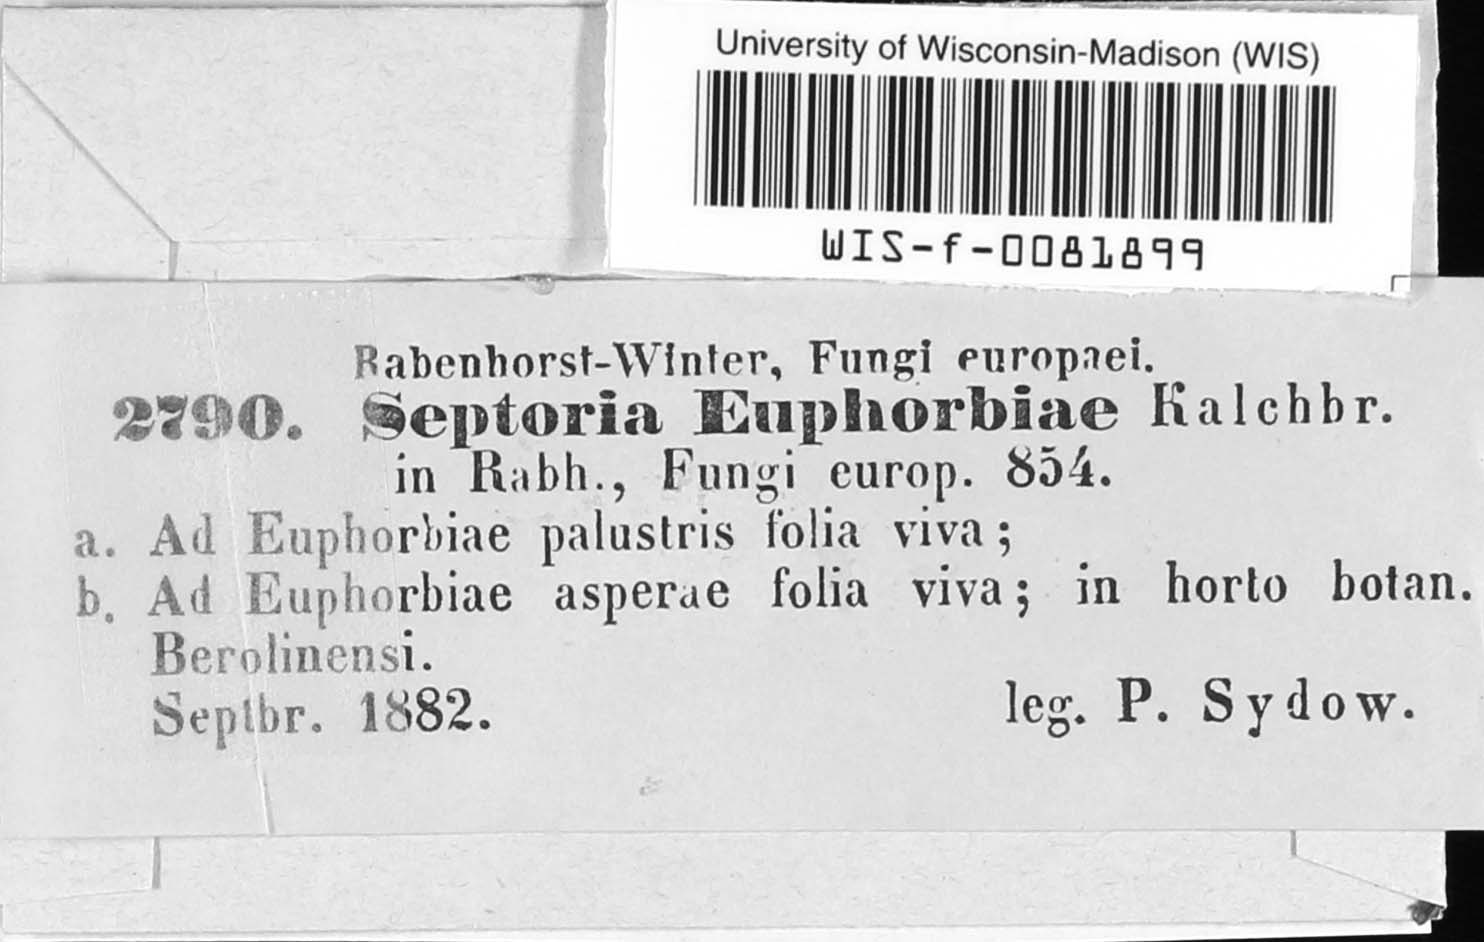 University of Wisconsin-Madison (WIS)
WIS-f-0081899
Rabenhorst-Winter, Fungi europaei.
2790. Septoria Euphorbiae Kalchbr.
in Rabh., Fungi europ. 854.
a. Ad Euphorbiae palustris folia viva;
b. Ad Euphorbiae asperae folia viva; in horto botan.
Berolinensi.
Septbr. 1882. leg. P. Sydow.